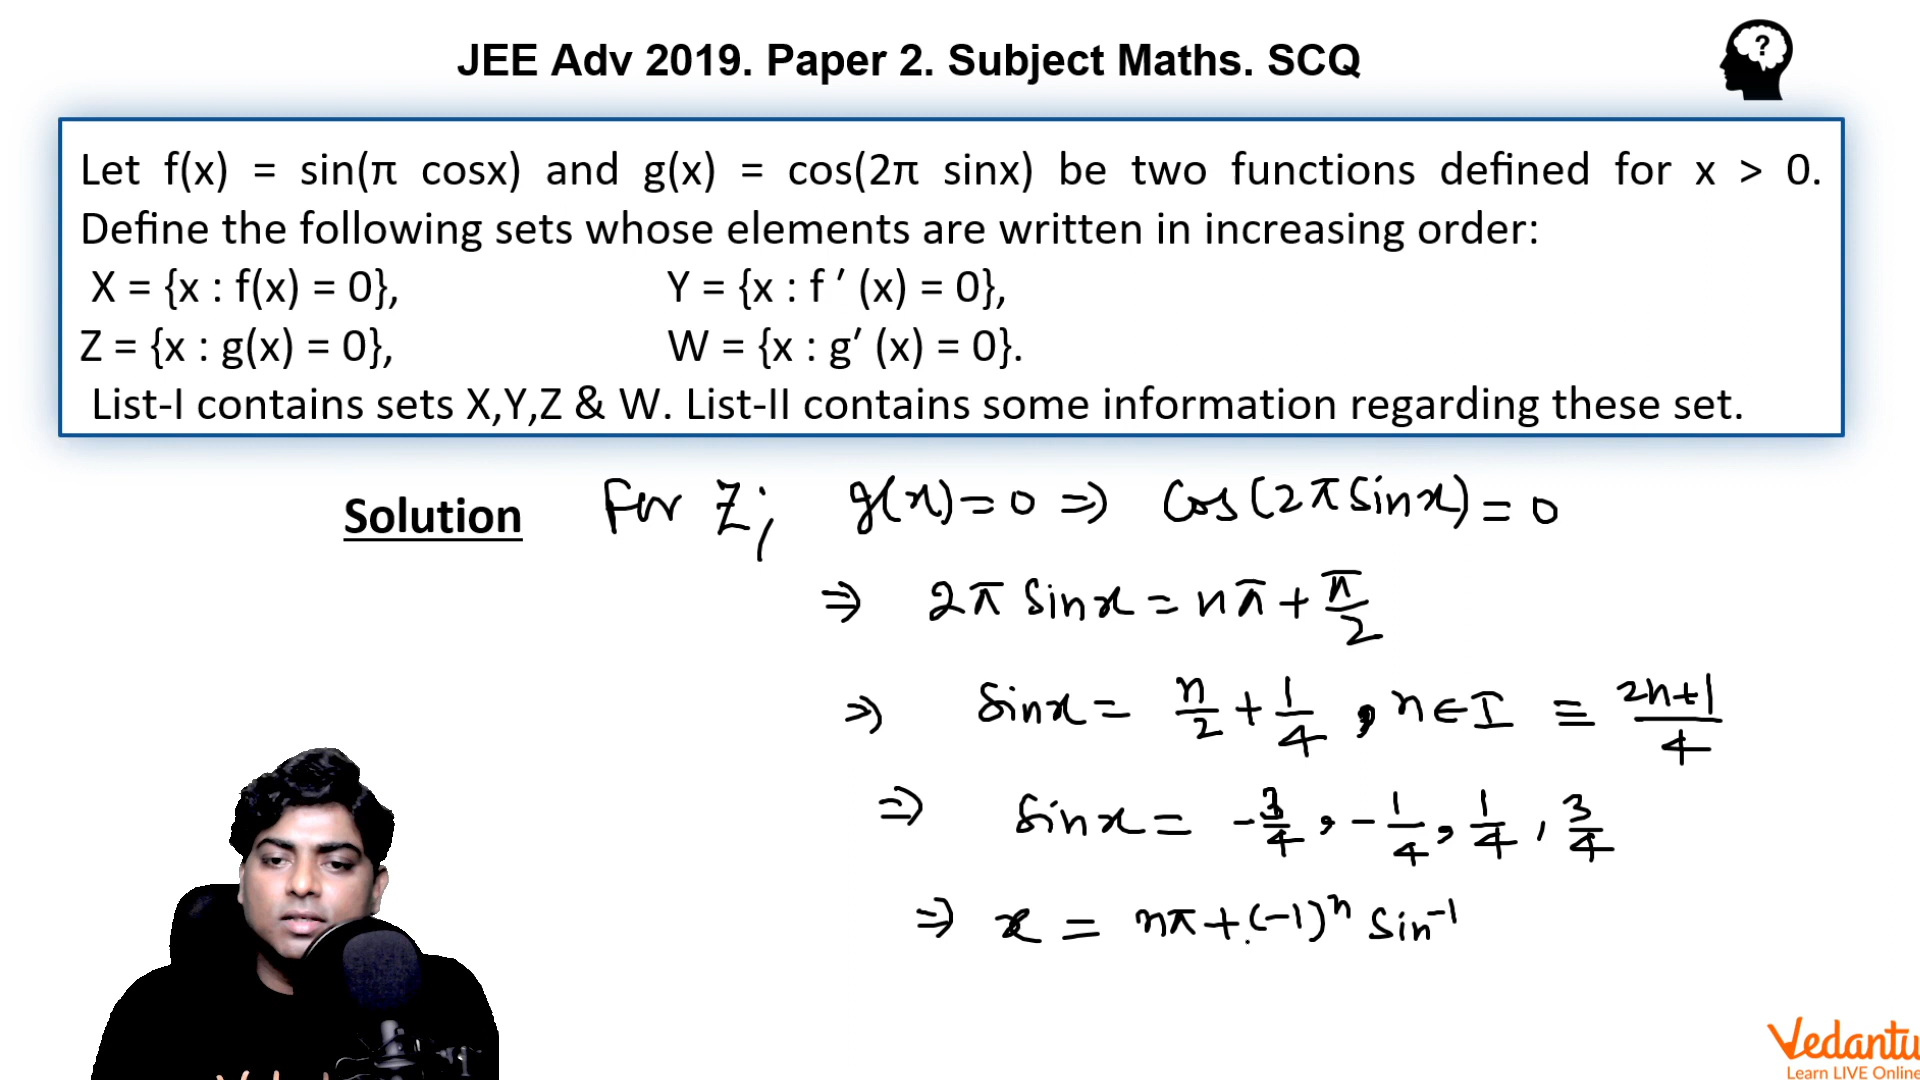 JEE Adv 2019. Paper 2. Subject Maths. SCQ
?
Let f(x) = sin(π cosx) and g(x) = cos(2π sinx) be two functions defined for x > 0.
Define the following sets whose elements are written in increasing order:
X = {x : f(x) = 0}, Y = {x : f ′ (x) = 0},
Z = {x : g(x) = 0}, W = {x : g′ (x) = 0}.
List-I contains sets X,Y,Z & W. List-II contains some information regarding these set.
Solution For Z; g(x)=0 ⇒ Cos(2π Sinx) = 0
⇒ 2π Sinx = nπ + π/2
⇒ Sinx = n/2 + 1/4 , n∈I = 2n+1/4
⇒ Sinx = -3/4, -1/4, 1/4, 3/4
⇒ x = nπ+(-1)ⁿ Sin⁻¹
Vedantu
Learn LIVE Online